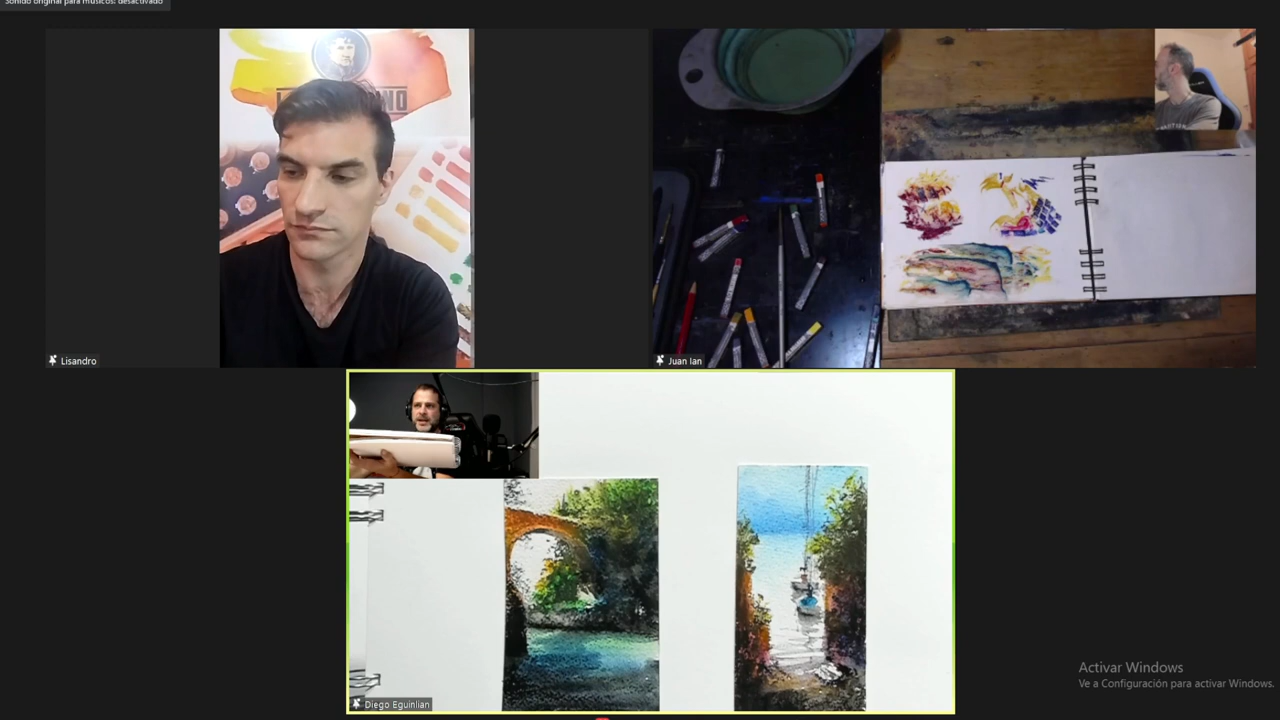 Sonido original para músicos: desactivado
Lisandro
Juan Ian
Diego Eguinlian
Activar Windows
Ve a Configuración para activar Windows.